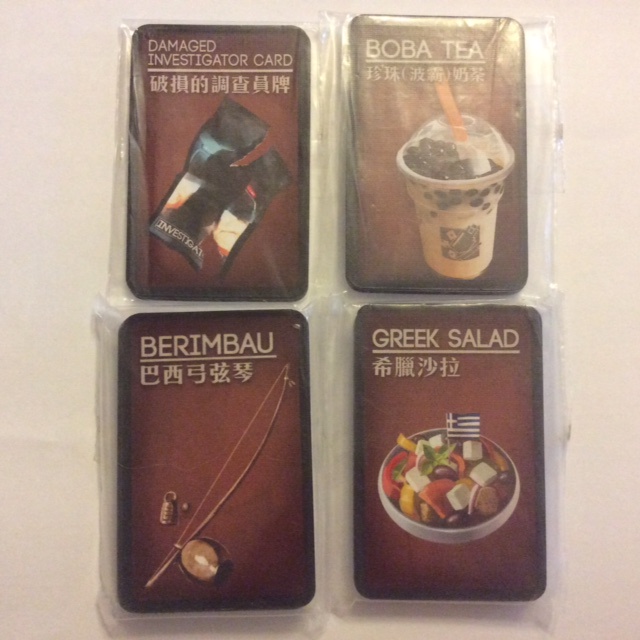 DAMAGED
INVESTIGATOR CARD
破損的調查員牌
INVESTIGAT
BOBA TEA
珍珠(波霸)奶茶
BERIMBAU
巴西弓弦琴
GREEK SALAD
希臘沙拉